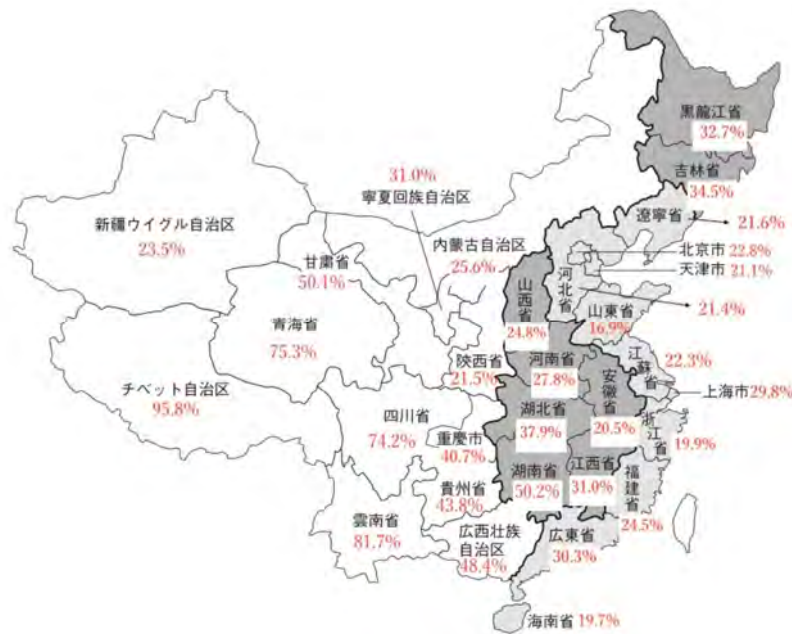 黒龍江省
32.7%
吉林省
34.5%
31.0%
寧夏回族自治区
遼寧省
21.6%
新疆ウイグル自治区
23.5%
内蒙古自治区
25.6%
北京市 22.8%
天津市 21.1%
甘肃省
50.1%
河北省
21.4%
山西省
24.8%
山東省
16.9%
青海省
75.3%
陝西省
21.5%
河南省
27.8%
江蘇省
22.3%
安徽省
20.5%
上海市 29.8%
チベット自治区
95.8%
四川省
74.2%
重慶市
40.7%
湖北省
37.9%
浙江省
19.9%
湖南省
50.2%
江西省
31.0%
貴州省
43.8%
福建省
24.5%
雲南省
81.7%
広西壮族
自治区
48.4%
広東省
30.3%
海南省 19.7%